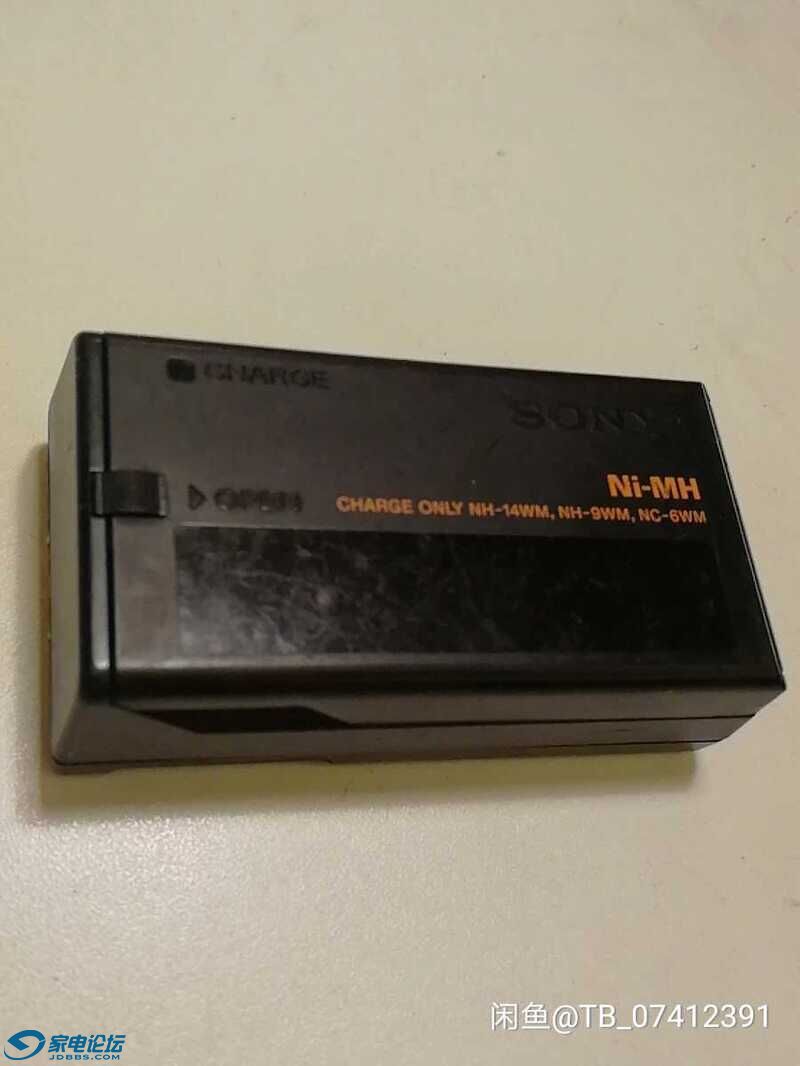 CHARGE
SONY
Ni-MH
OPEN
CHARGE ONLY NH-14WM, NH-9WM, NC-6WM
闲鱼@TB_07412391
家电论坛
JDBBS.COM